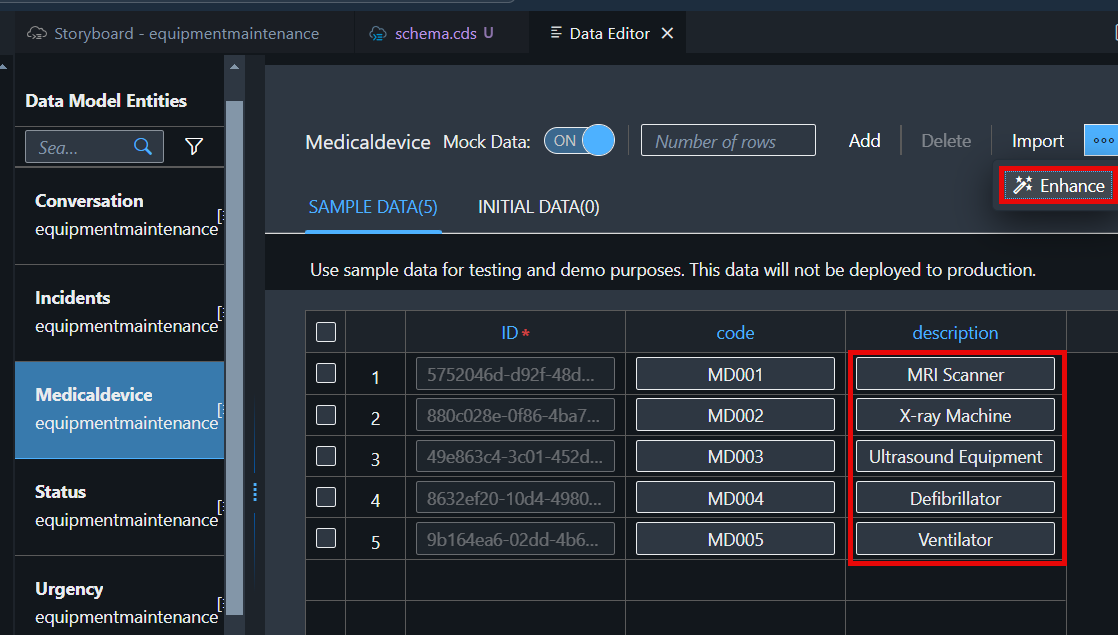 Storyboard - equipmentmaintenance
schema.cds U
Data Editor
Data Model Entities
Sea...
Conversation
equipmentmaintenance
Incidents
equipmentmaintenance
Medicaldevice
equipmentmaintenance
Status
equipmentmaintenance
Urgency
equipmentmaintenance
Medicaldevice Mock Data: ON Number of rows Add Delete Import
Enhance
SAMPLE DATA(5) INITIAL DATA(0)
Use sample data for testing and demo purposes. This data will not be deployed to production.
ID* code description
1 5752046d-d92f-48d... MD001 MRI Scanner
2 880c028e-0f86-4ba7... MD002 X-ray Machine
3 49e863c4-3c01-452d... MD003 Ultrasound Equipment
4 8632ef20-10d4-4980... MD004 Defibrillator
5 9b164ea6-02dd-4b6... MD005 Ventilator